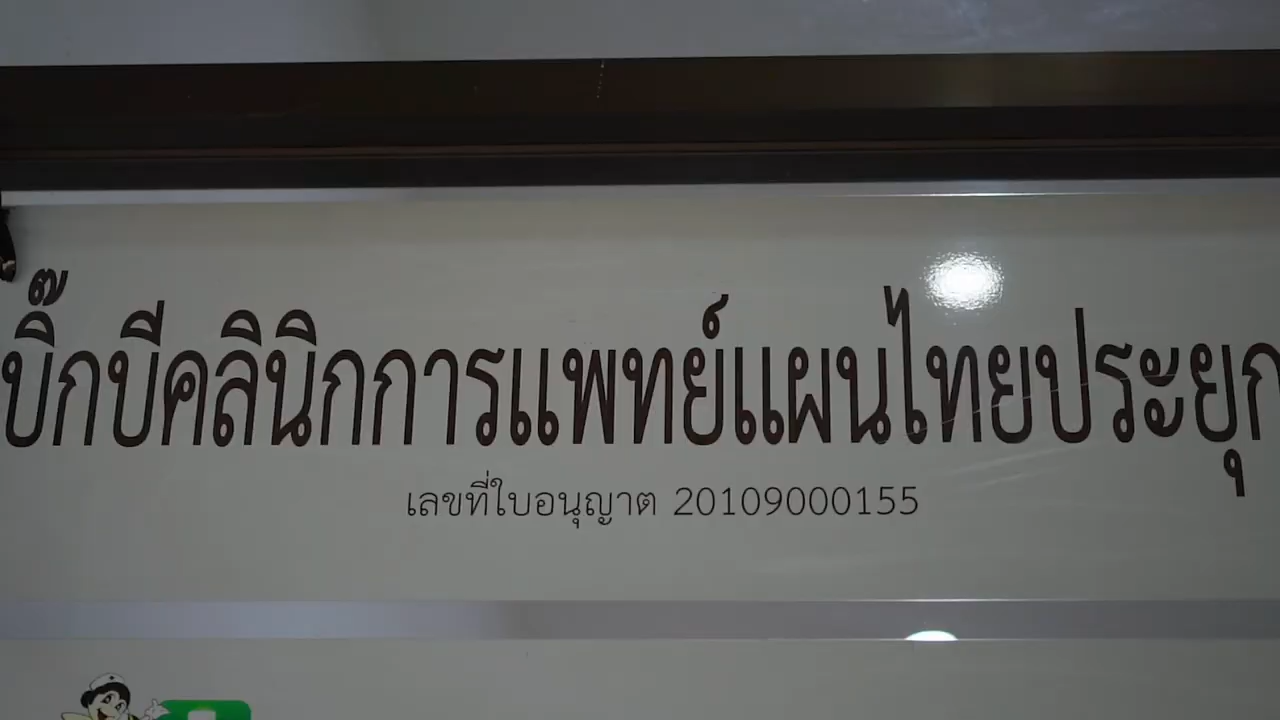 บิ๊กบีคลินิกการแพทย์แผนไทยประยุก
เลขที่ใบอนุญาต 20109000155